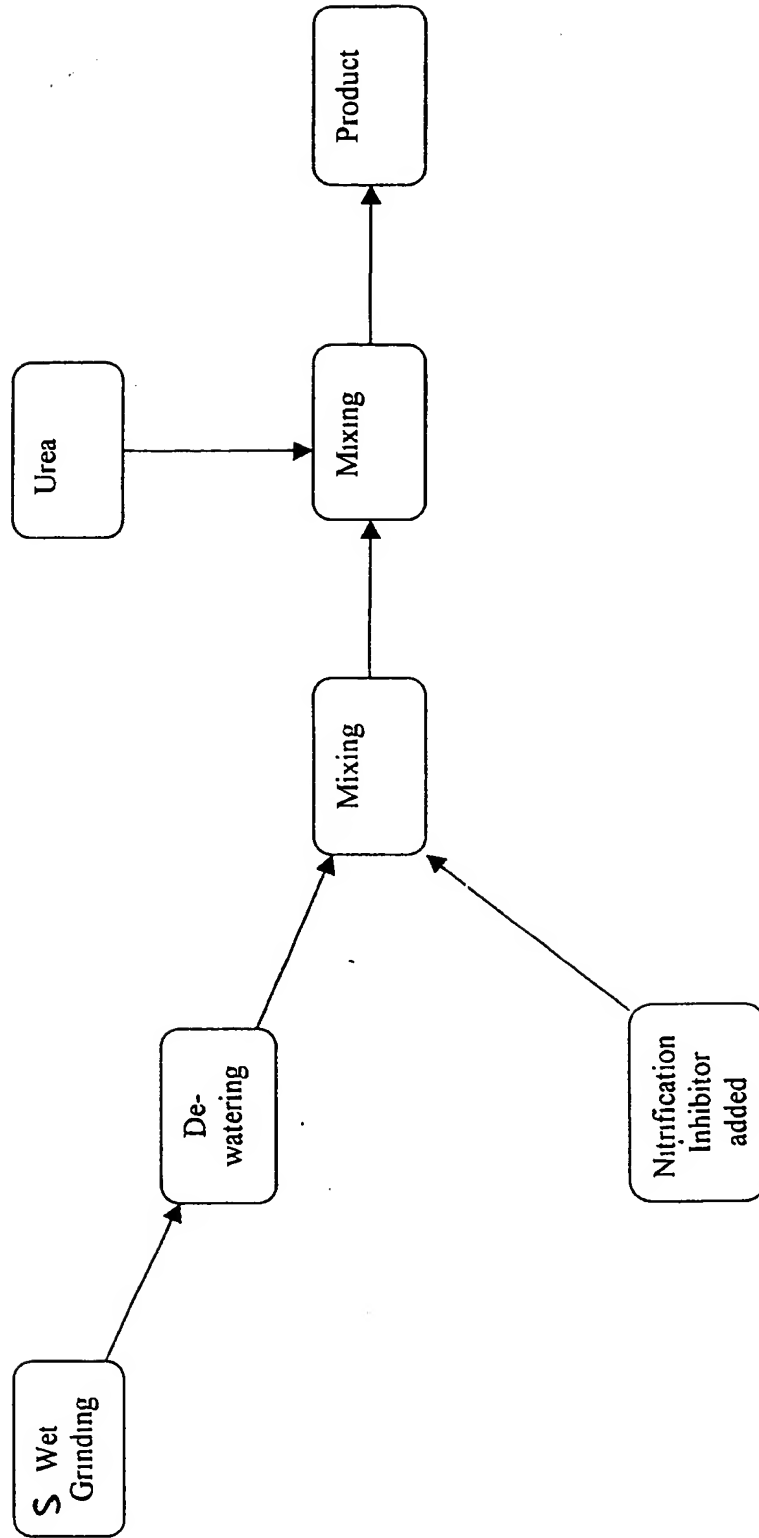 S Wet
Grinding
De-
watering
Nitrification
Inhibitor
added
Mixing
Urea
Mixing
Product